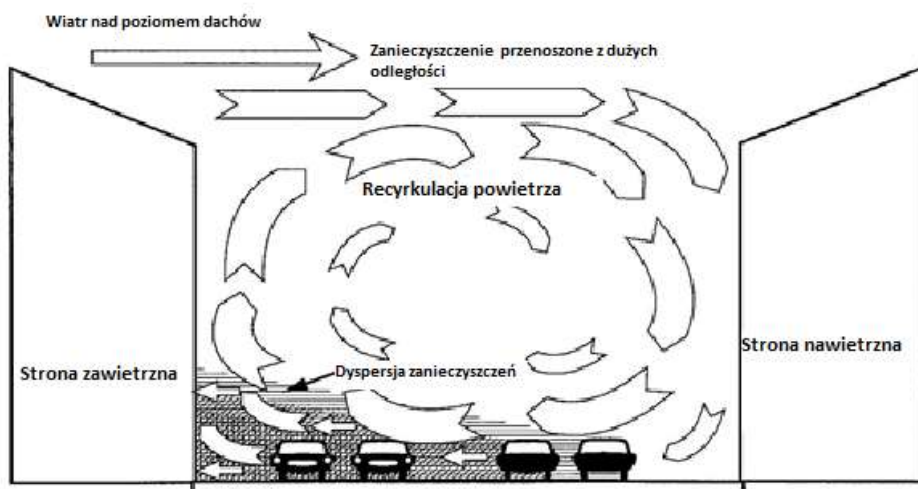 Wiatr nad poziomem dachów
Zanieczyszczenie przenoszone z dużych
odległości
Recyrkulacja powietrza
Strona nawietrzna
Strona zawietrzna
Dyspersja zanieczyszczeń